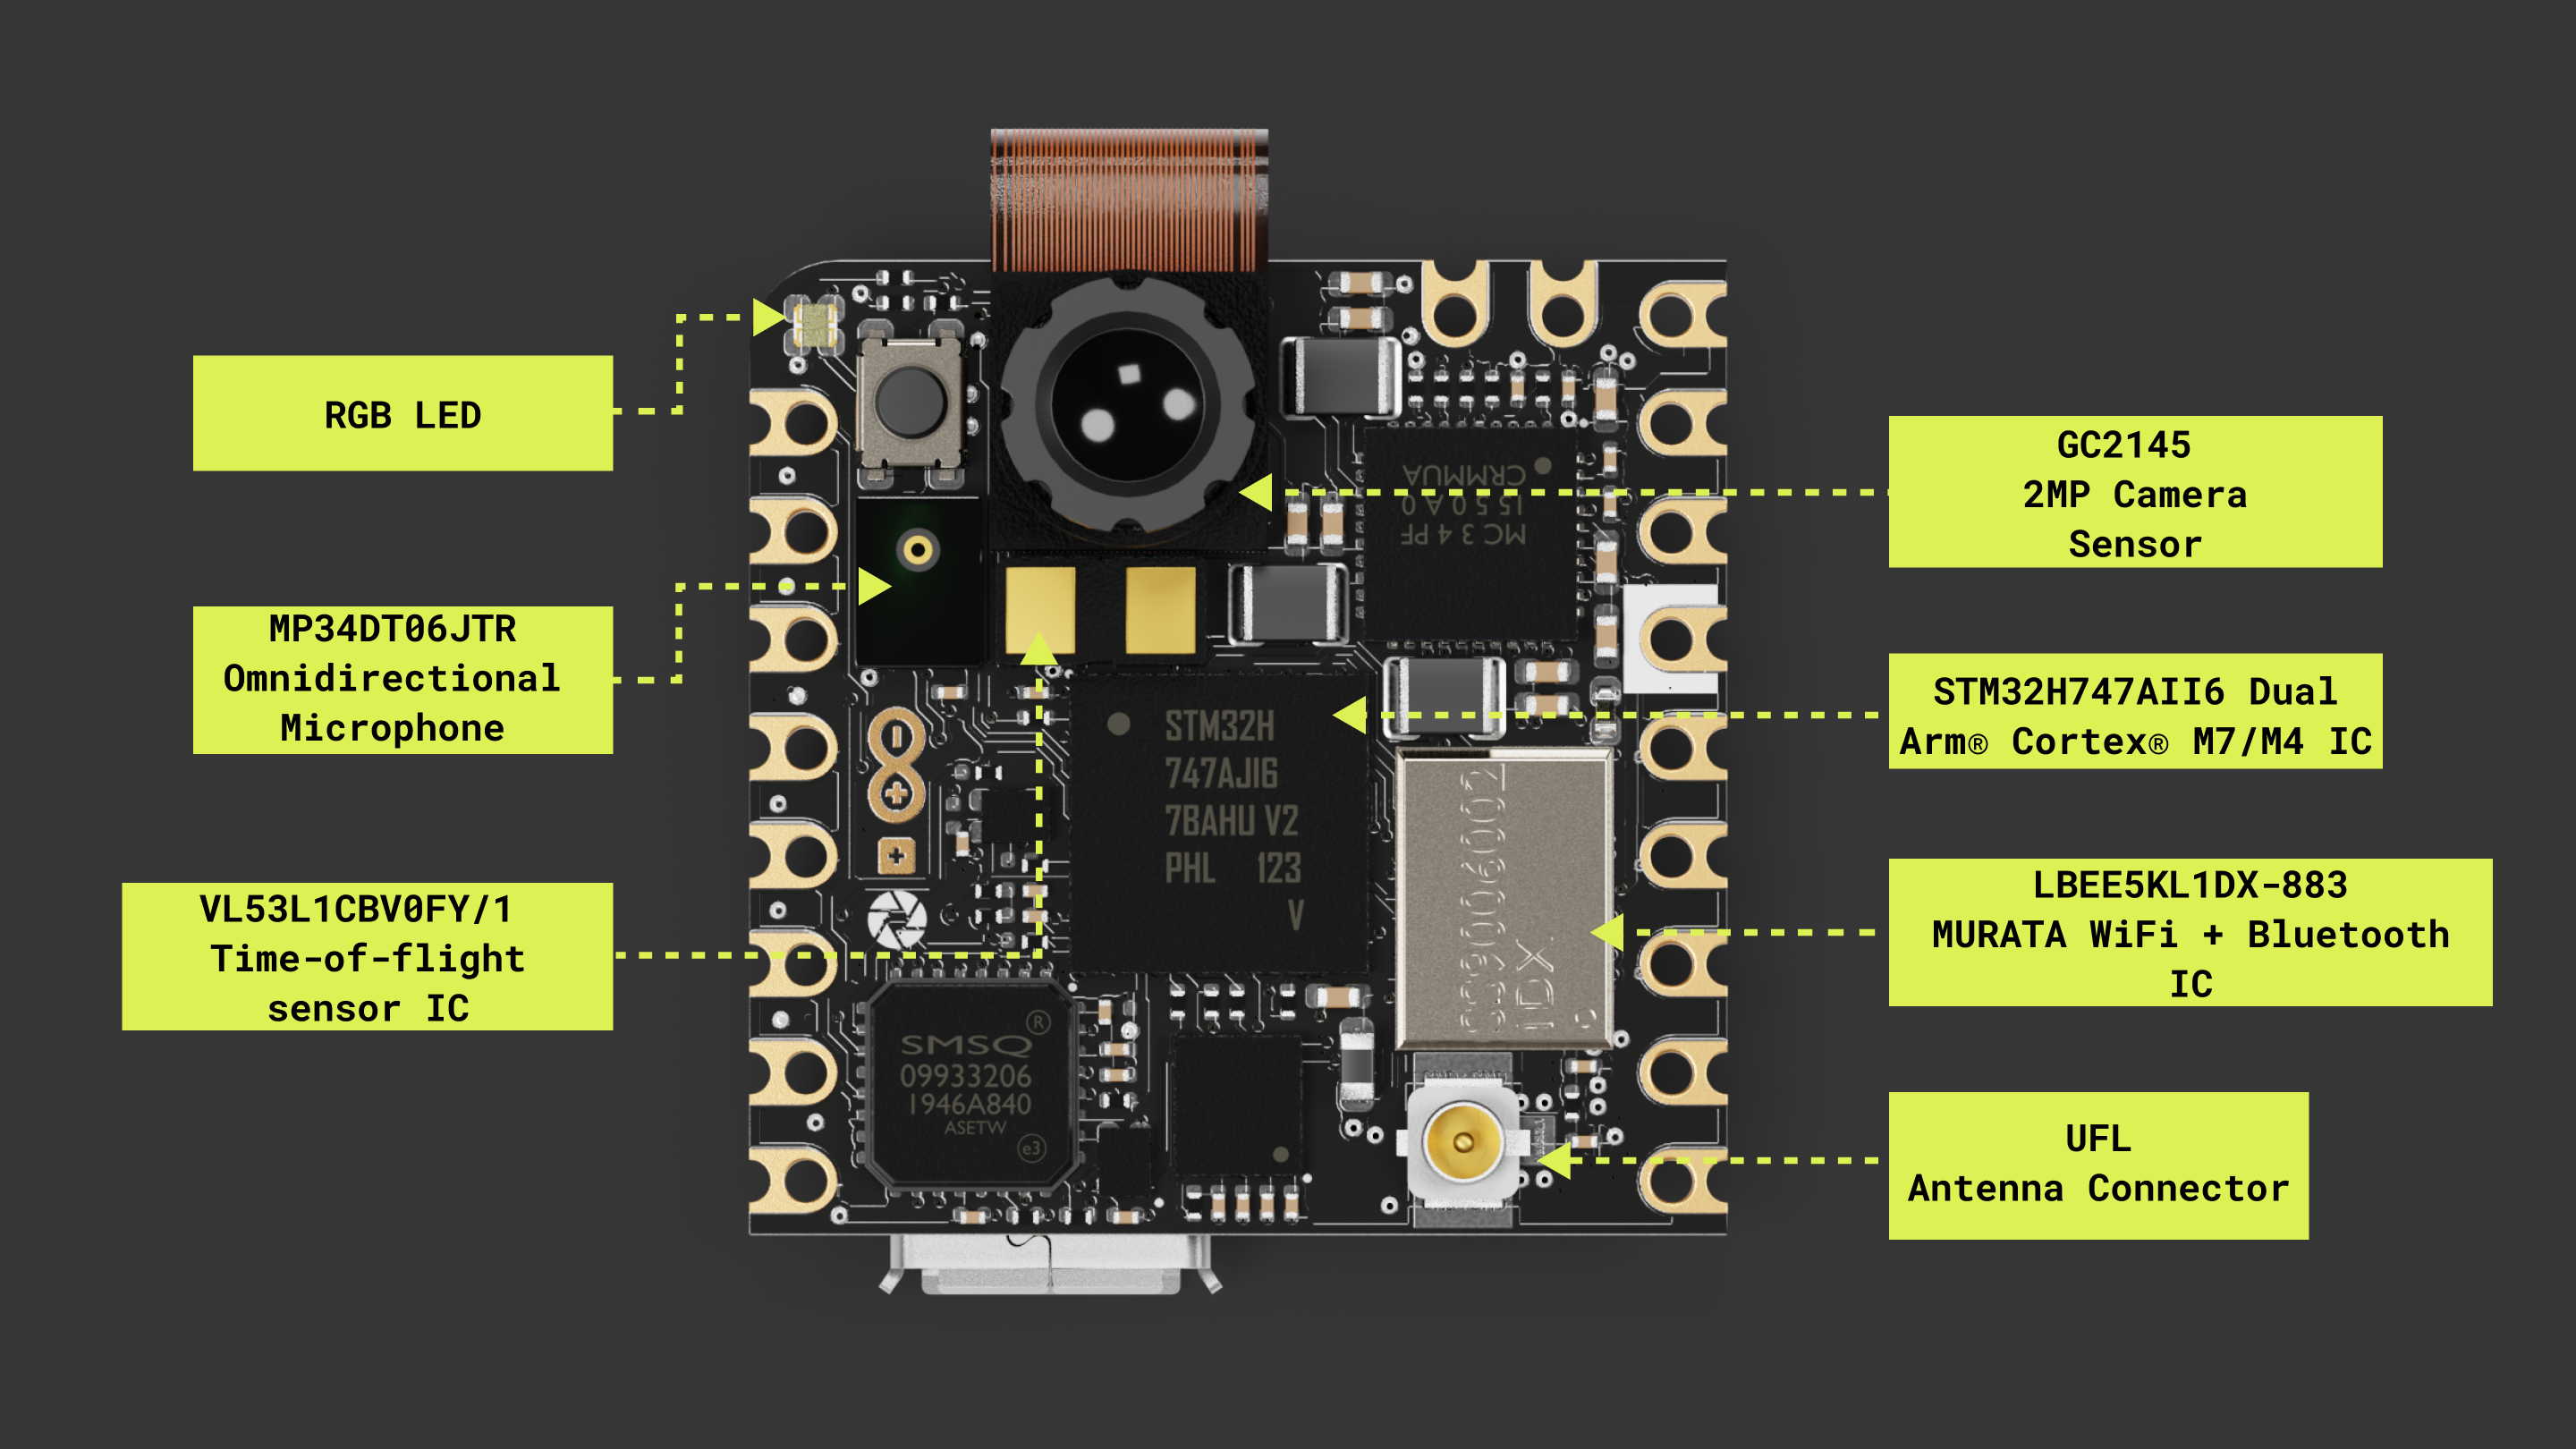 RGB LED
MP34DT06JTR
Omnidirectional
Microphone
VL53L1CBV0FY/1
Time-of-flight
sensor IC
GC2145
2MP Camera
Sensor
STM32H747AII6 Dual
Arm® Cortex® M7/M4 IC
LBEE5KL1DX-883
MURATA WiFi + Bluetooth
IC
UFL
Antenna Connector
MC34PF
1550A0
CRMMUA
STM32H
747AJI6
7BAHU V2
PHL 123
V
1DX
SMSQ ®
09933206
1946A840
ASETW
e3